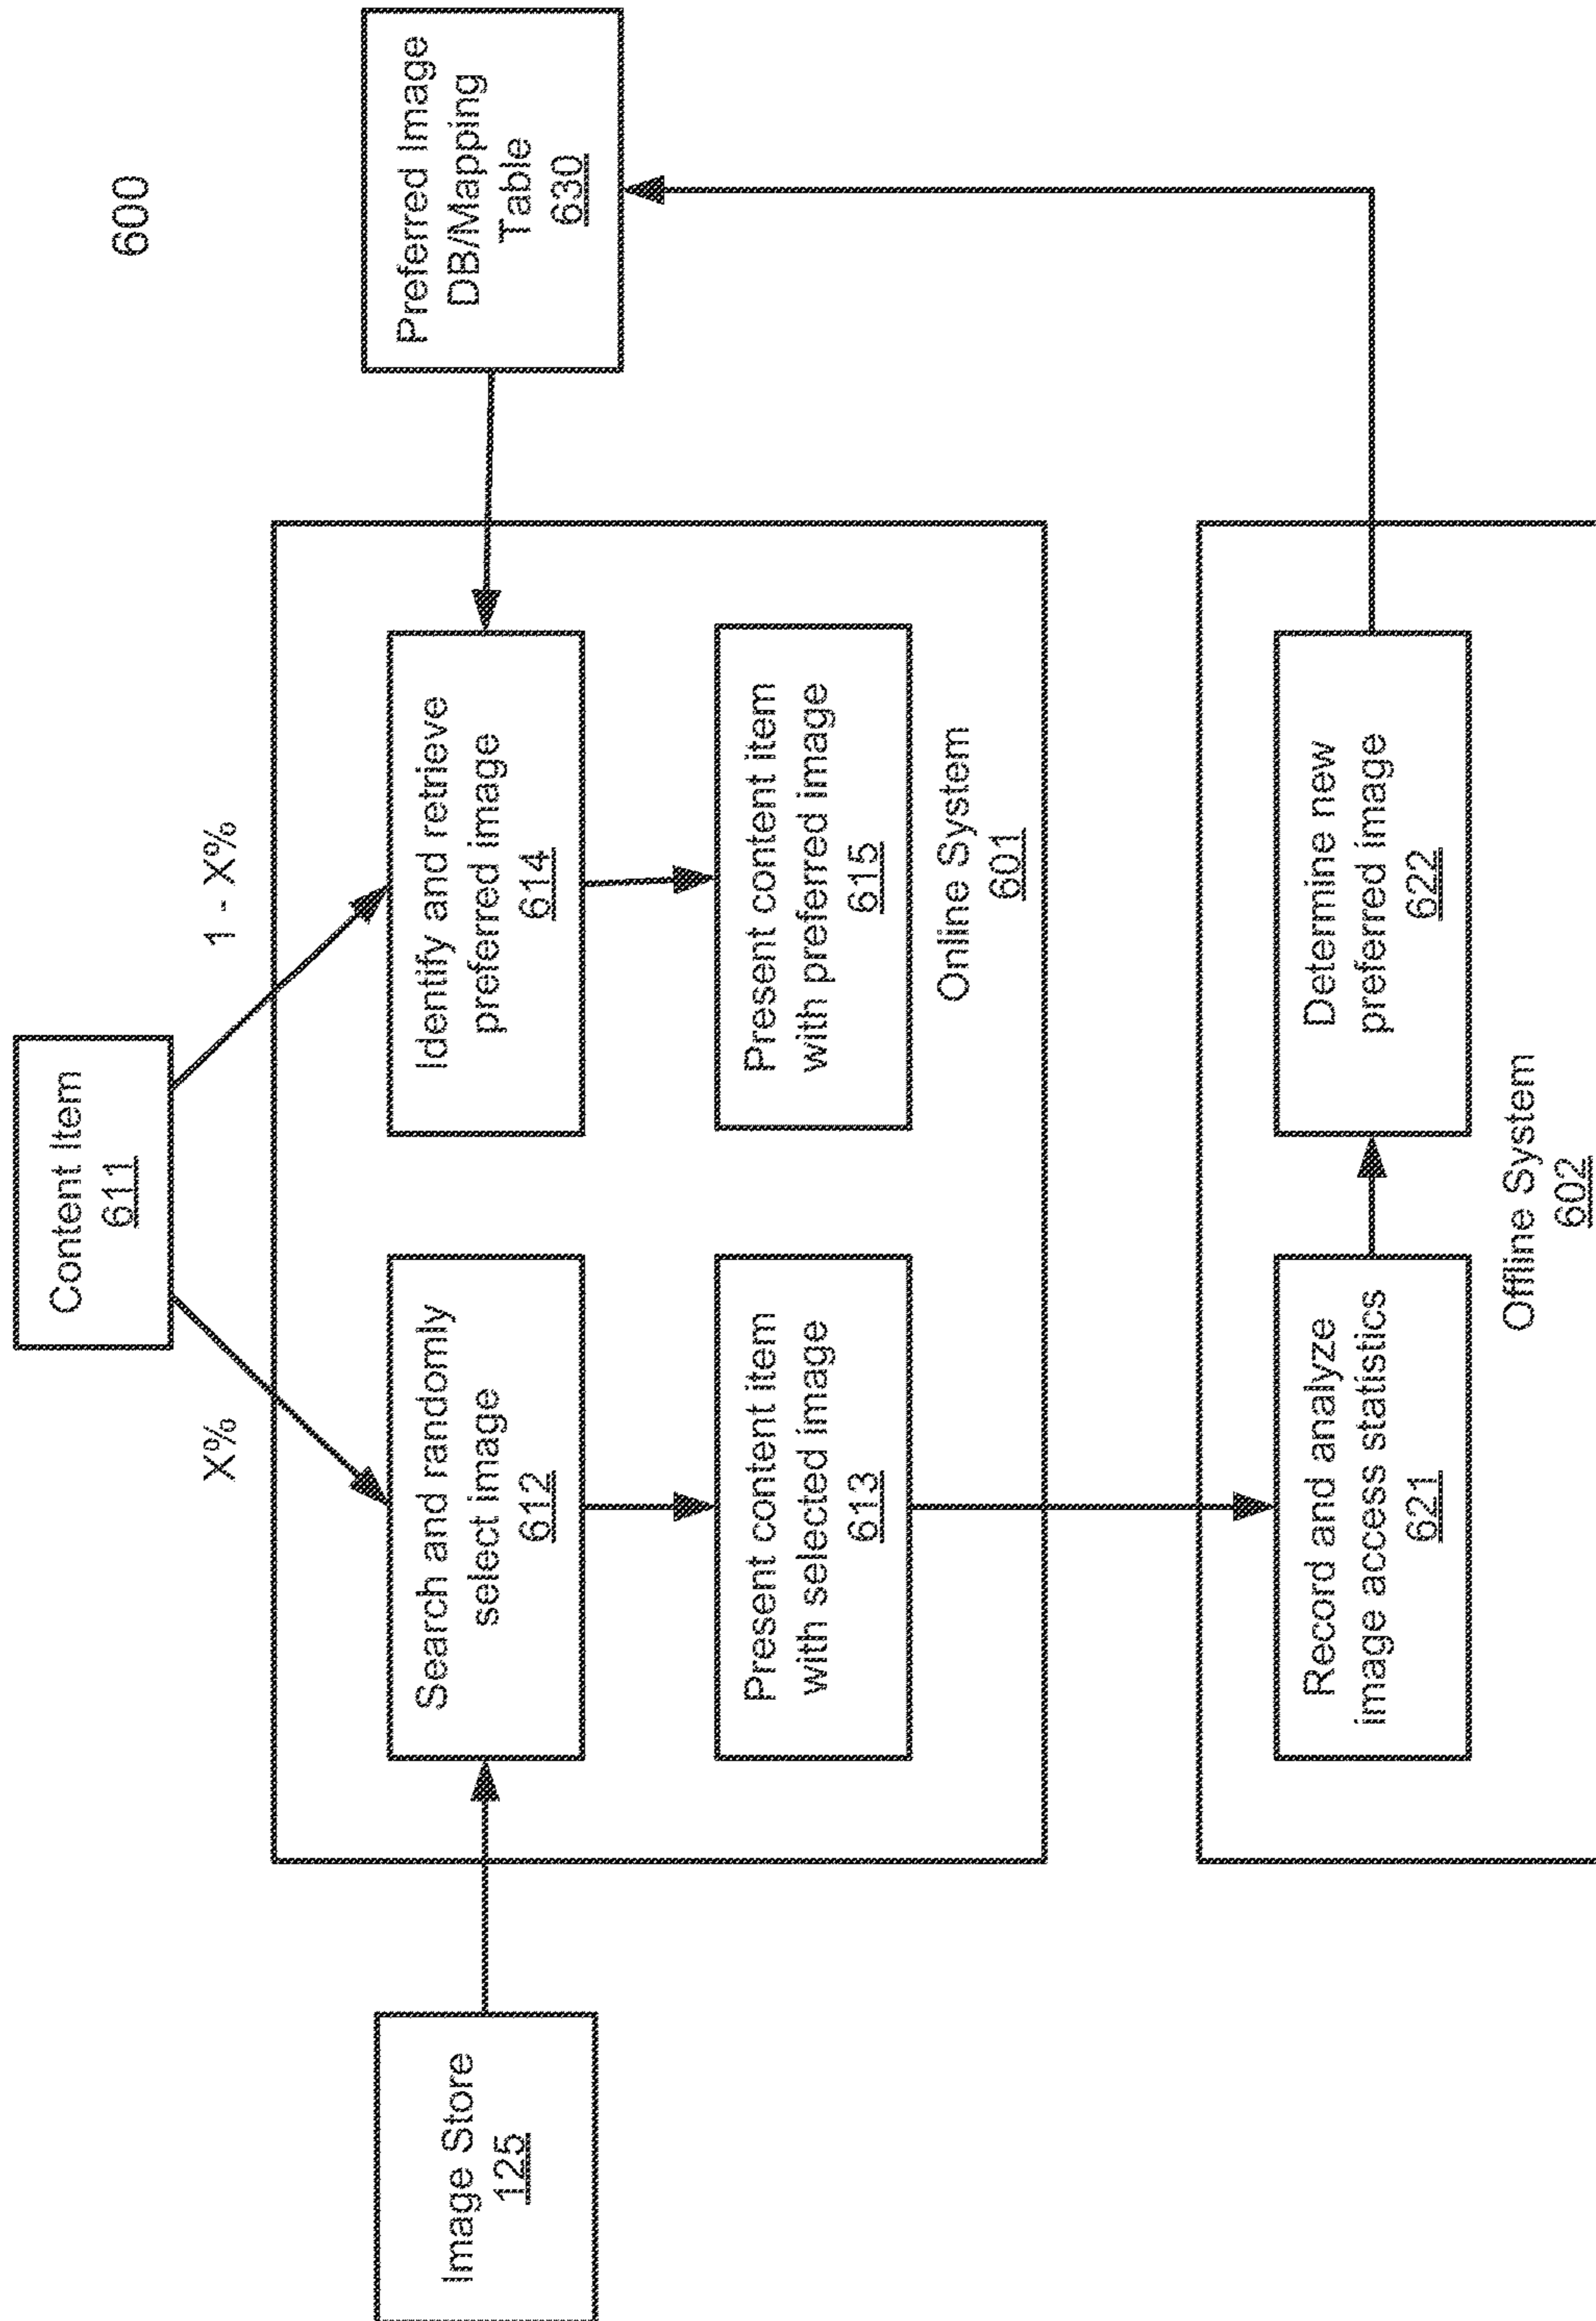 600
Content Item
611
X%
1 - X%
Image Store
125
Search and randomly
select image
612
Identify and retrieve
preferred image
614
Preferred Image
DB/Mapping
Table
630
Present content item
with selected image
613
Present content item
with preferred image
615
Online System
601
Record and analyze
image access statistics
621
Determine new
preferred image
622
Offline System
602